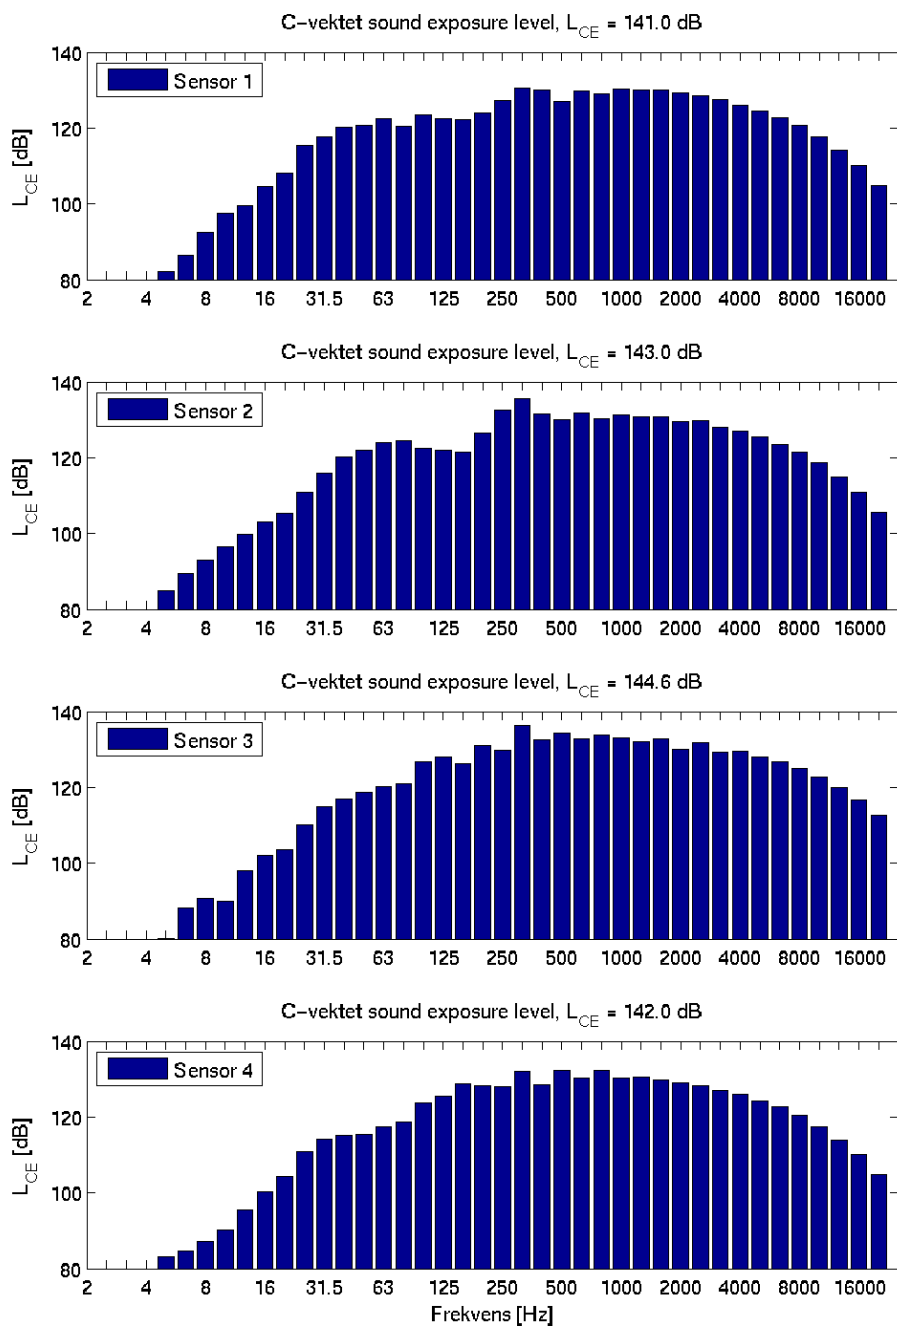 C-vektet sound exposure level, L_CE = 141.0 dB
140
Sensor 1
120
L_CE [dB]
100
80
2 4 8 16 31.5 63 125 250 500 1000 2000 4000 8000 16000
C-vektet sound exposure level, L_CE = 143.0 dB
140
Sensor 2
120
L_CE [dB]
100
80
2 4 8 16 31.5 63 125 250 500 1000 2000 4000 8000 16000
C-vektet sound exposure level, L_CE = 144.6 dB
140
Sensor 3
120
L_CE [dB]
100
80
2 4 8 16 31.5 63 125 250 500 1000 2000 4000 8000 16000
C-vektet sound exposure level, L_CE = 142.0 dB
140
Sensor 4
120
L_CE [dB]
100
80
2 4 8 16 31.5 63 125 250 500 1000 2000 4000 8000 16000
Frekvens [Hz]